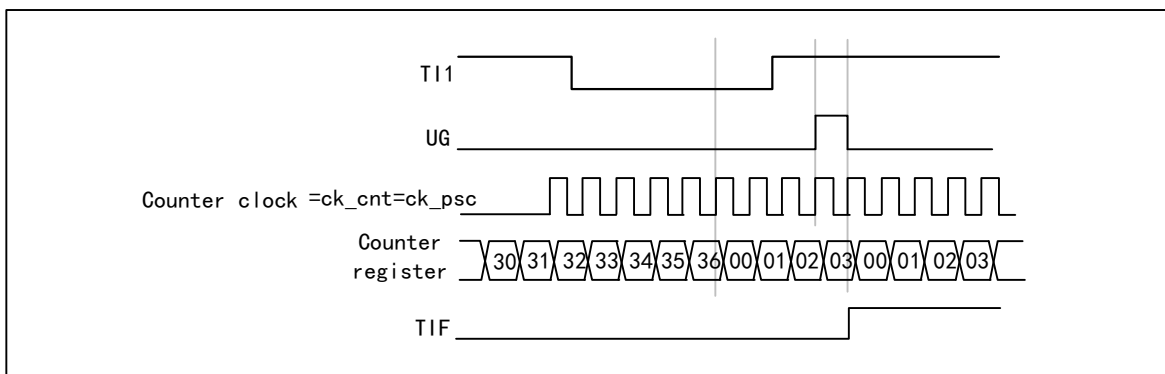 TI1
UG
Counter clock =ck_cnt=ck_psc
Counter
register
30 31 32 33 34 35 36 00 01 02 03 00 01 02 03
TIF